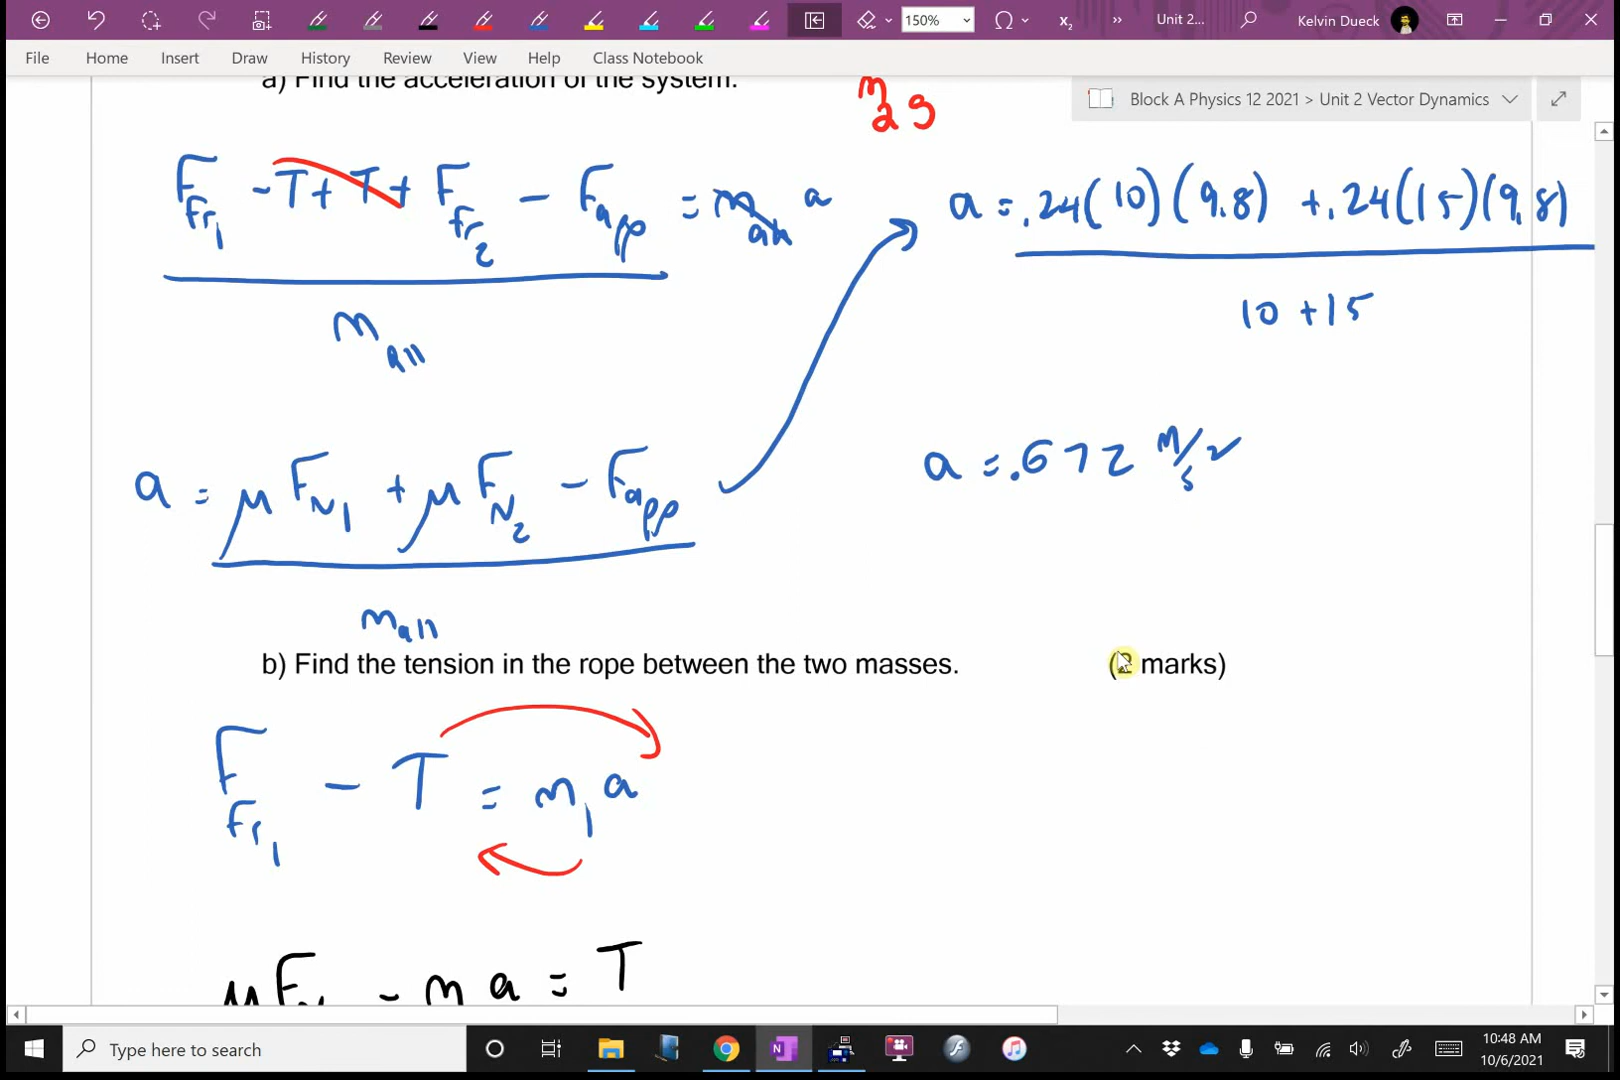 150%
Unit 2...
Kelvin Dueck
File Home Insert Draw History Review View Help Class Notebook
a) Find the acceleration of the system.
m₂g
Block A Physics 12 2021 > Unit 2 Vector Dynamics
F_fr₁ - T + T + F_fr₂ - F_app = m_all a
m_all
a = .24(10)(9.8) + .24(15)(9.8)
10 + 15
a = μF_N₁ + μF_N₂ - F_app
m_all
a = .672 m/s²
b) Find the tension in the rope between the two masses. (2 marks)
F_fr₁ - T = m₁a
μF_N - ma = T
Type here to search
10:48 AM
10/6/2021